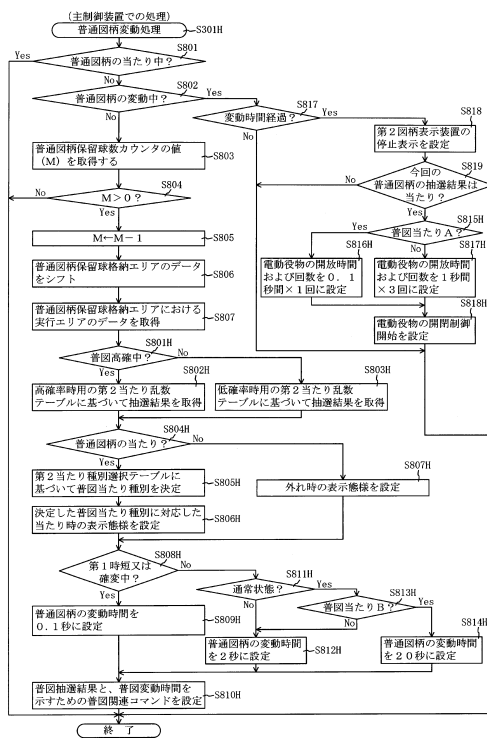 (主制御装置での処理)
普通図柄変動処理
S301H
S801
普通図柄の当たり中？
Yes
No
S802
普通図柄の変動中？
Yes
No
S817
変動時間経過？
Yes
No
S818
第２図柄表示装置の
停止表示を設定
普通図柄保留球数カウンタの値
（M）を取得する
S803
S819
今回の
普通図柄の抽選結果は
当たり？
No
Yes
S804
M＞０？
No
Yes
S815H
普図当たりA？
Yes
No
M←M－１
S805
S816H
電動役物の開放時間
および回数を０．１
秒間×１回に設定
S817H
電動役物の開放時間
および回数を１秒間
×３回に設定
普通図柄保留球格納エリアのデータ
をシフト
S806
普通図柄保留球格納エリアにおける
実行エリアのデータを取得
S807
S818H
電動役物の開閉制御
開始を設定
S801H
普図高確中？
No
Yes
S802H
高確率時用の第２当たり乱数
テーブルに基づいて抽選結果を取得
S803H
低確率時用の第２当たり乱数
テーブルに基づいて抽選結果を取得
S804H
普通図柄の当たり？
No
Yes
第２当たり種別選択テーブルに
基づいて普図当たり種別を決定
S805H
S807H
外れ時の表示態様を設定
決定した普図当たり種別に対応した
当たり時の表示態様を設定
S806H
S808H
第１時短又は
確変中？
No
Yes
S811H
通常状態？
Yes
No
S813H
普図当たりB？
Yes
No
普通図柄の変動時間を
０．１秒に設定
S809H
普通図柄の変動時間
を２秒に設定
S812H
S814H
普通図柄の変動時間
を２０秒に設定
普図抽選結果と、普図変動時間を
示すための普図関連コマンドを設定
S810H
終 了